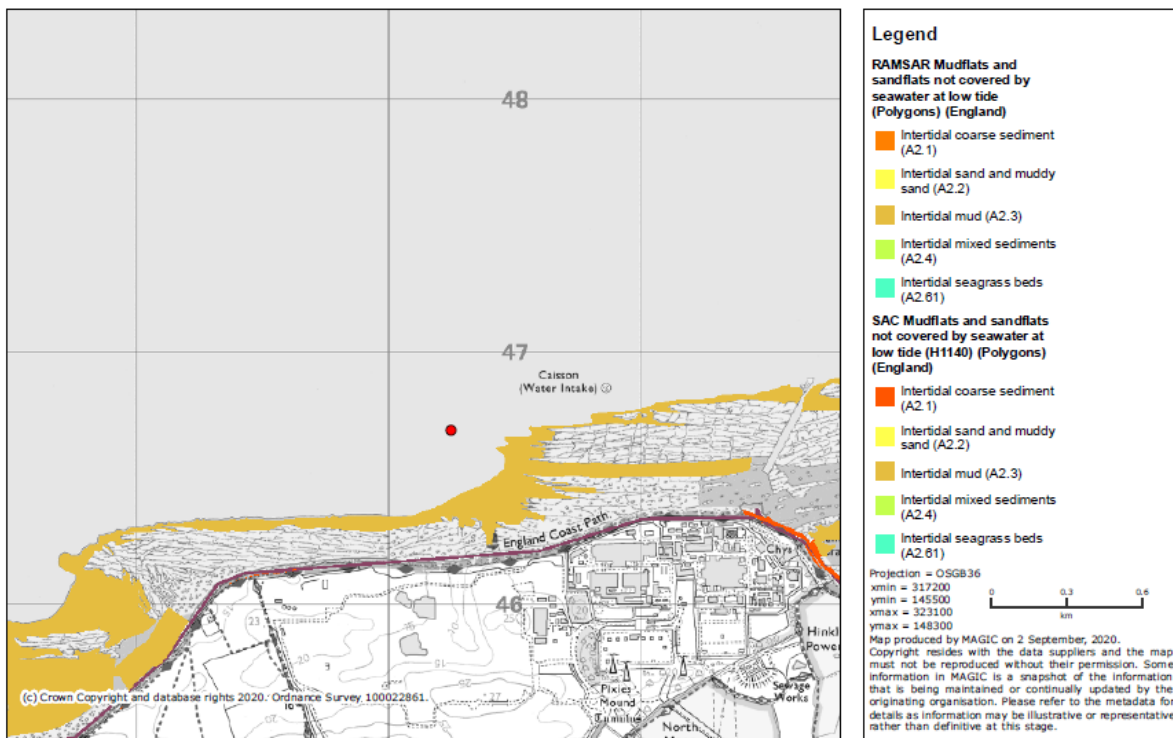 48
47
Caisson
(Water Intake)
England Coast Path
46
23
20
25
20
27
Pixies
Mound
Tumulus
Sewage
Works
North
(c) Crown Copyright and database rights 2020. Ordnance Survey 100022861.
Legend
RAMSAR Mudflats and
sandflats not covered by
seawater at low tide
(Polygons) (England)
Intertidal coarse sediment
(A2.1)
Intertidal sand and muddy
sand (A2.2)
Intertidal mud (A2.3)
Intertidal mixed sediments
(A2.4)
Intertidal seagrass beds
(A2.61)
SAC Mudflats and sandflats
not covered by seawater at
low tide (H1140) (Polygons)
(England)
Intertidal coarse sediment
(A2.1)
Intertidal sand and muddy
sand (A2.2)
Intertidal mud (A2.3)
Intertidal mixed sediments
(A2.4)
Intertidal seagrass beds
(A2.61)
Projection = OSGB36
xmin = 317200
ymin = 145500
xmax = 323100
ymax = 148300
0 0.3 0.6
km
Map produced by MAGIC on 2 September, 2020.
Copyright resides with the data suppliers and the map
must not be reproduced without their permission. Some
information in MAGIC is a snapshot of the information
that is being maintained or continually updated by the
originating organisation. Please refer to the metadata for
details as information may be illustrative or representative
rather than definitive at this stage.